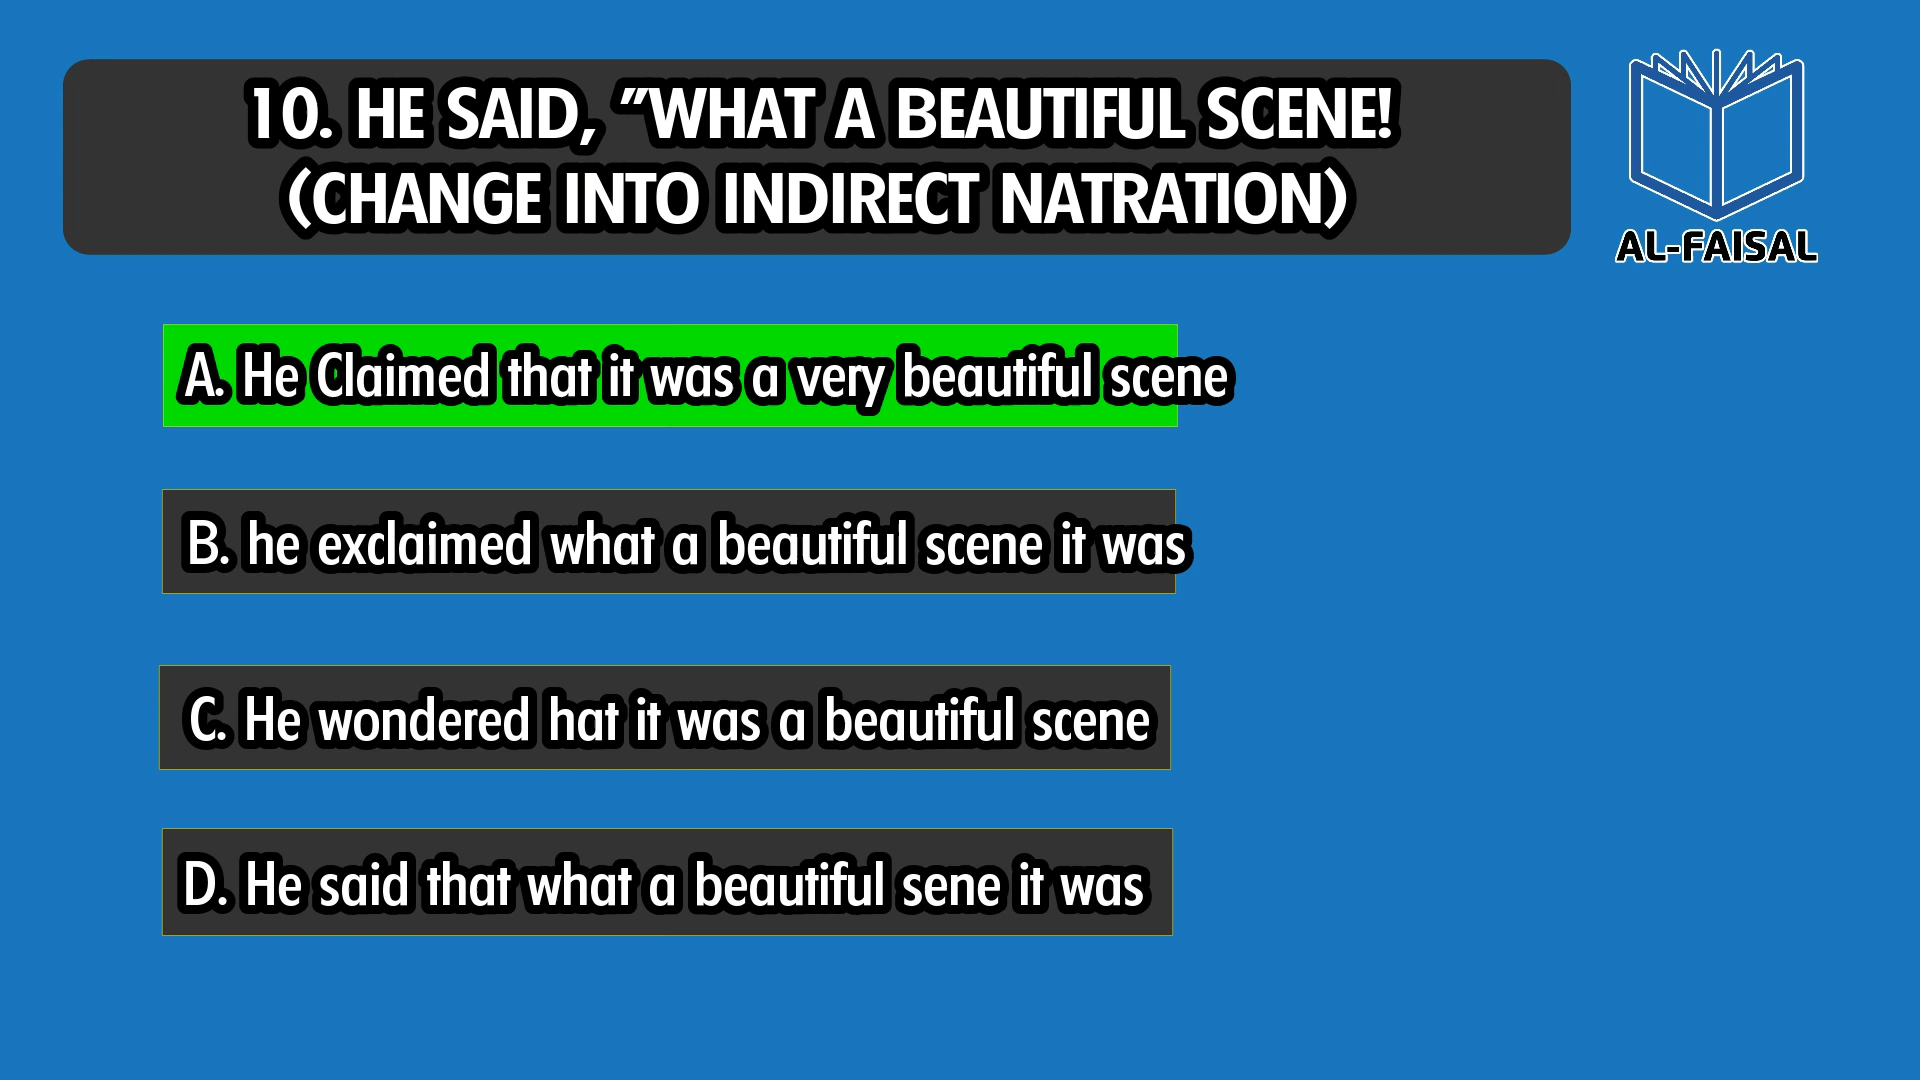 10. HE SAID, "WHAT A BEAUTIFUL SCENE!
(CHANGE INTO INDIRECT NATRATION)
AL-FAISAL
A. He Claimed that it was a very beautiful scene
B. he exclaimed what a beautiful scene it was
C. He wondered hat it was a beautiful scene
D. He said that what a beautiful sene it was